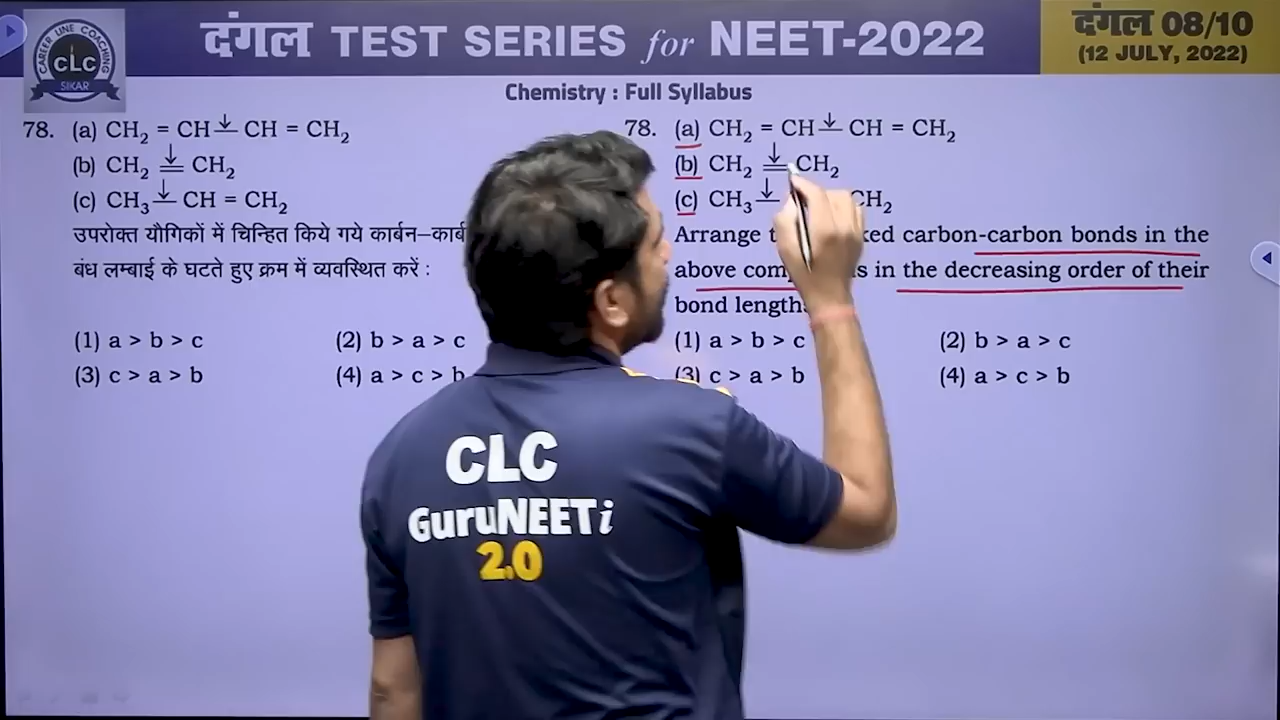 दंगल TEST SERIES for NEET-2022
दंगल 08/10
(12 JULY, 2022)
CAREER LINE COACHING
CLC
SIKAR
Chemistry : Full Syllabus
78. (a) CH₂ = CH ↓— CH = CH₂
(b) CH₂ ↓= CH₂
(c) CH₃ ↓— CH = CH₂
उपरोक्त यौगिकों में चिन्हित किये गये
बंध लम्बाई के घटते हुए क्रम में व्यवस्थित करें :
(1) a > b > c (2) b > a > c
(3) c > a > b (4) a > c > b
78. (a) CH₂ = CH ↓— CH = CH₂
(b) CH₂ ↓= CH₂
(c) CH₃ ↓— CH₂
Arrange carbon-carbon bonds in the
above in the decreasing order of their
bond lengths
(1) a > b > c (2) b > a > c
(3) c > a > b (4) a > c > b
CLC
GuruNEETi
2.0